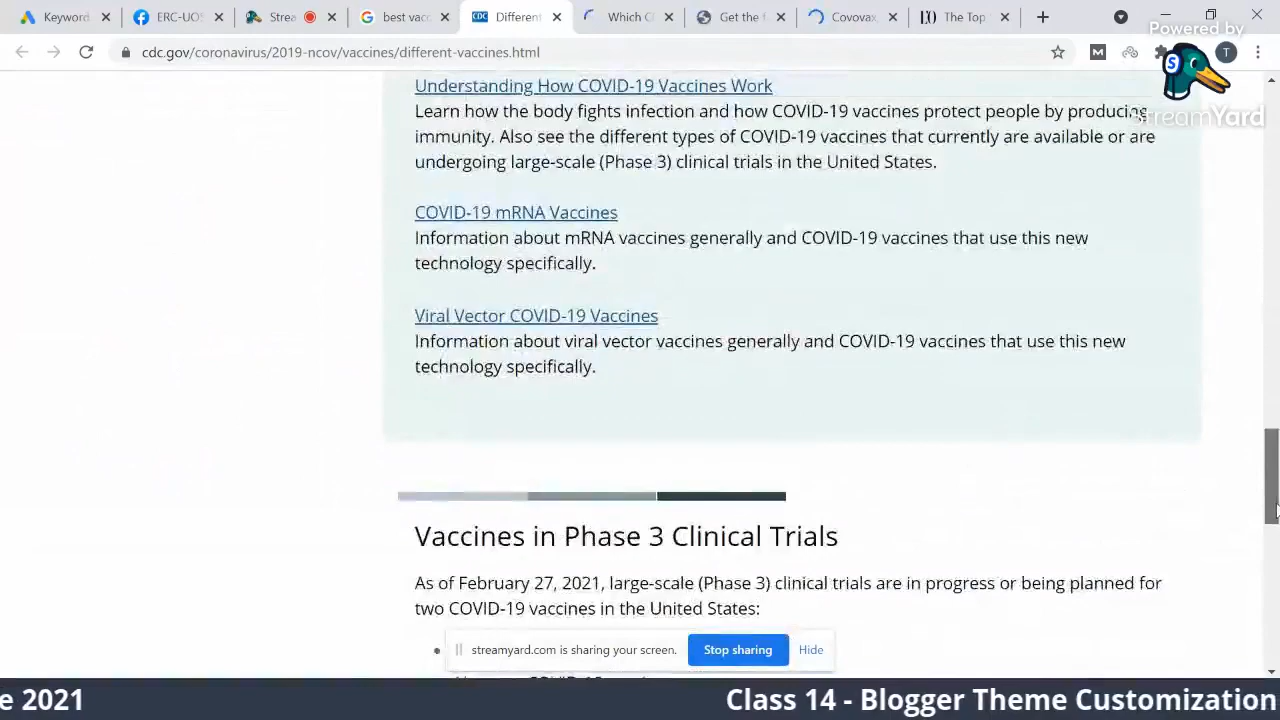 Keyword
ERC-UOS
Strea
best vacc
CDC
Different
Which C
Get the f
Covovax,
The Top
cdc.gov/coronavirus/2019-ncov/vaccines/different-vaccines.html
M
T
Powered by
S
StreamYard
Understanding How COVID-19 Vaccines Work
Learn how the body fights infection and how COVID-19 vaccines protect people by producing
immunity. Also see the different types of COVID-19 vaccines that currently are available or are
undergoing large-scale (Phase 3) clinical trials in the United States.
COVID-19 mRNA Vaccines
Information about mRNA vaccines generally and COVID-19 vaccines that use this new
technology specifically.
Viral Vector COVID-19 Vaccines
Information about viral vector vaccines generally and COVID-19 vaccines that use this new
technology specifically.
Vaccines in Phase 3 Clinical Trials
As of February 27, 2021, large-scale (Phase 3) clinical trials are in progress or being planned for
two COVID-19 vaccines in the United States:
streamyard.com is sharing your screen.
Stop sharing
Hide
e 2021
Class 14 - Blogger Theme Customization